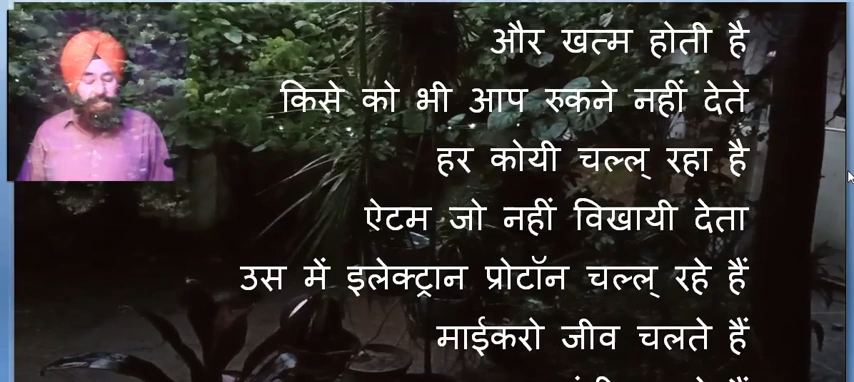 और खत्म होती है
किसे को भी आप रुकने नहीं देते
हर कोयी चल्ल् रहा है
ऐटम जो नहीं विखायी देता
उस में इलेक्ट्रान प्रोटॉन चल्ल् रहे हैं
माईकरो जीव चलते हैं